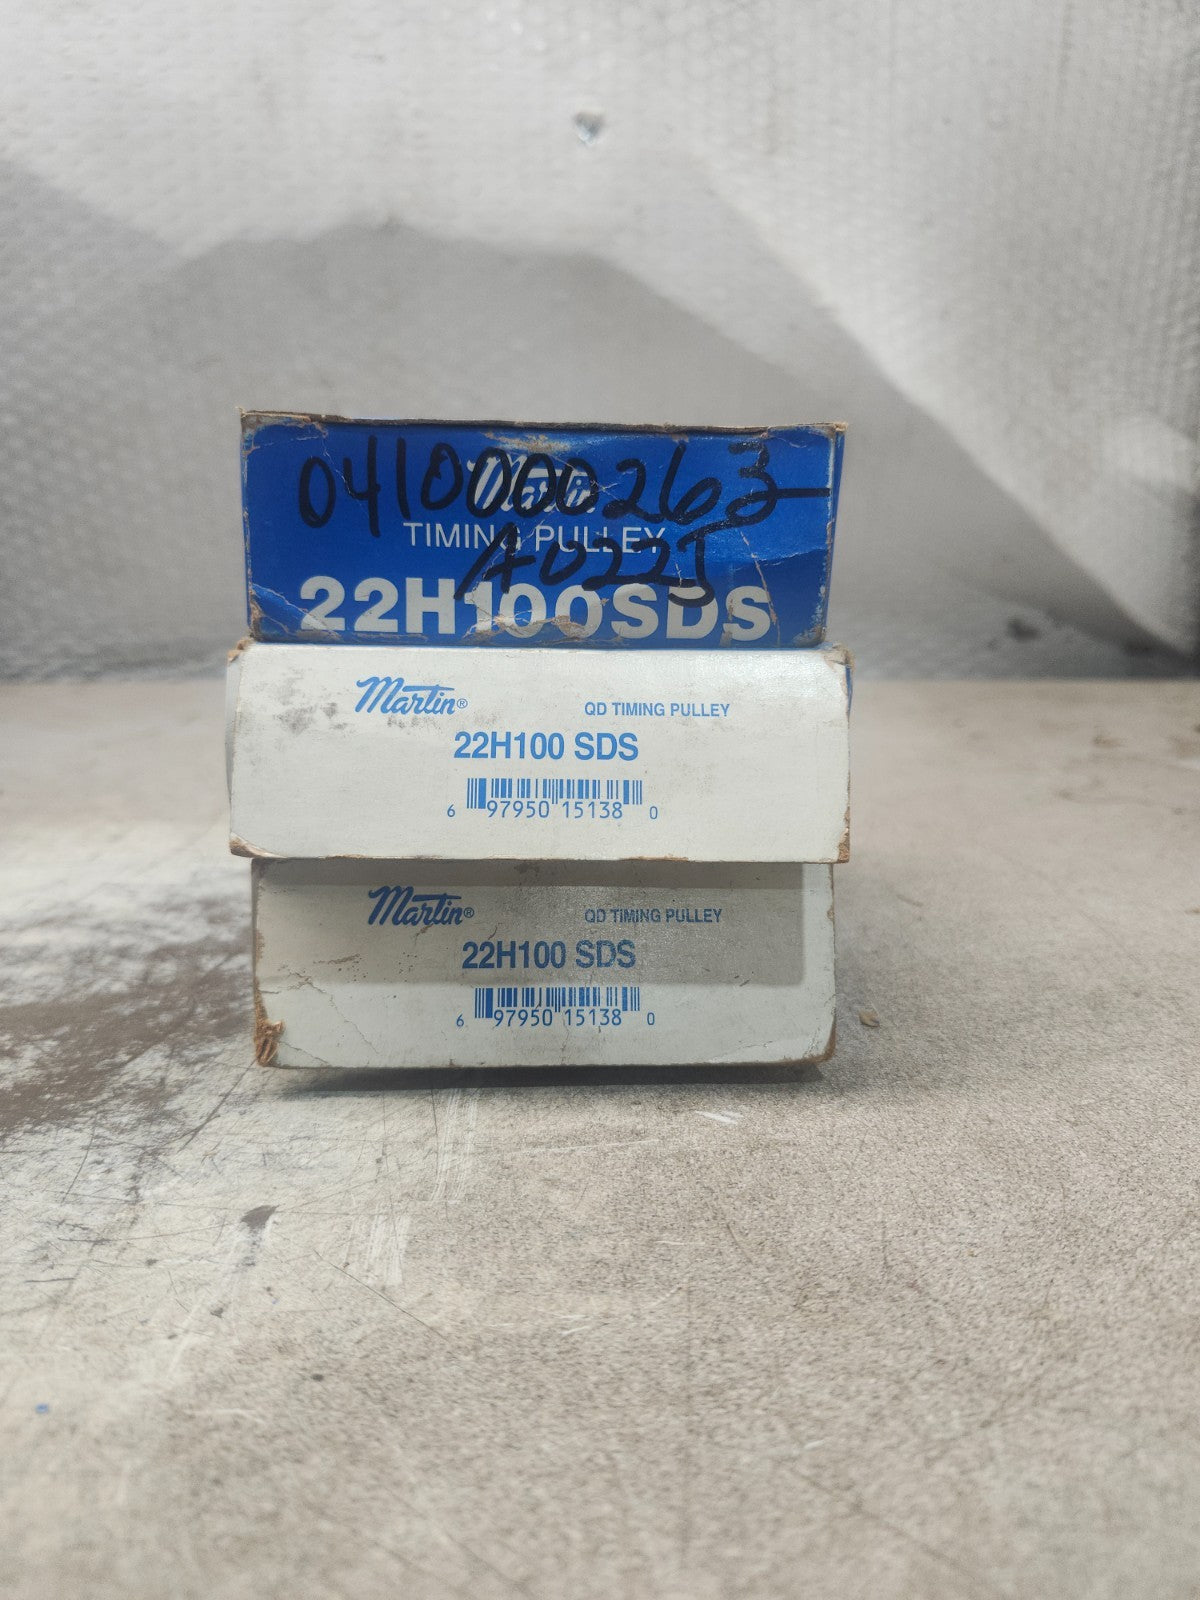 0410000263
Martin
TIMING PULLEY
A022J
22H100SDS
Martin® QD TIMING PULLEY
22H100 SDS
6 97950 15138 0
Martin® QD TIMING PULLEY
22H100 SDS
6 97950 15138 0